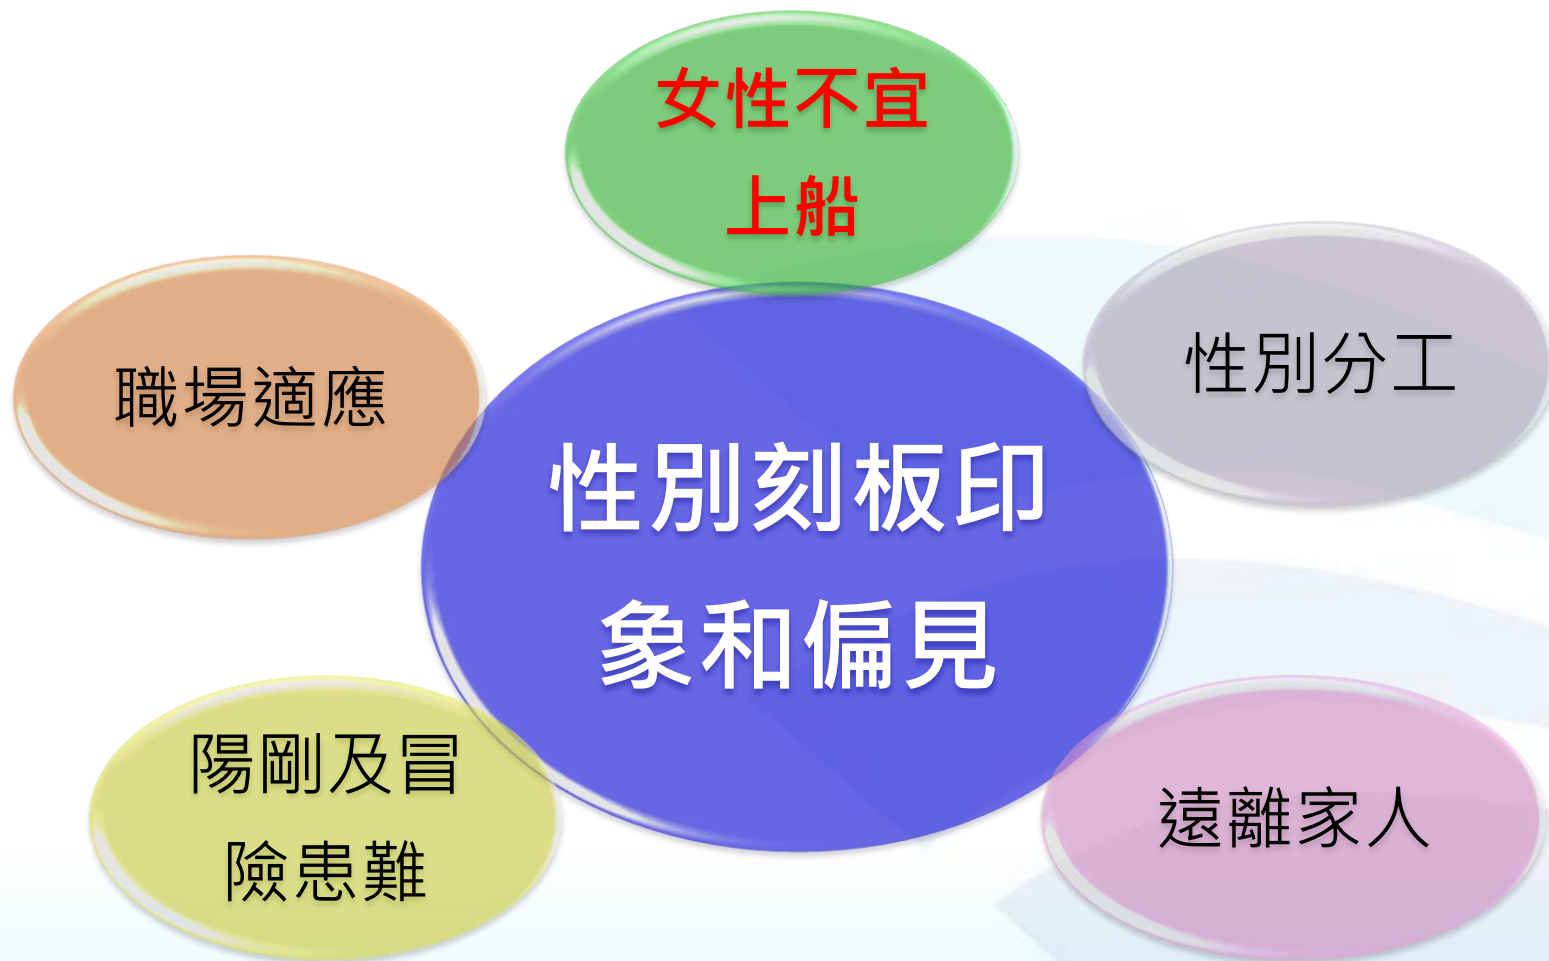 女性不宜
上船
性別分工
職場適應
性別刻板印
象和偏見
陽剛及冒
險患難
遠離家人